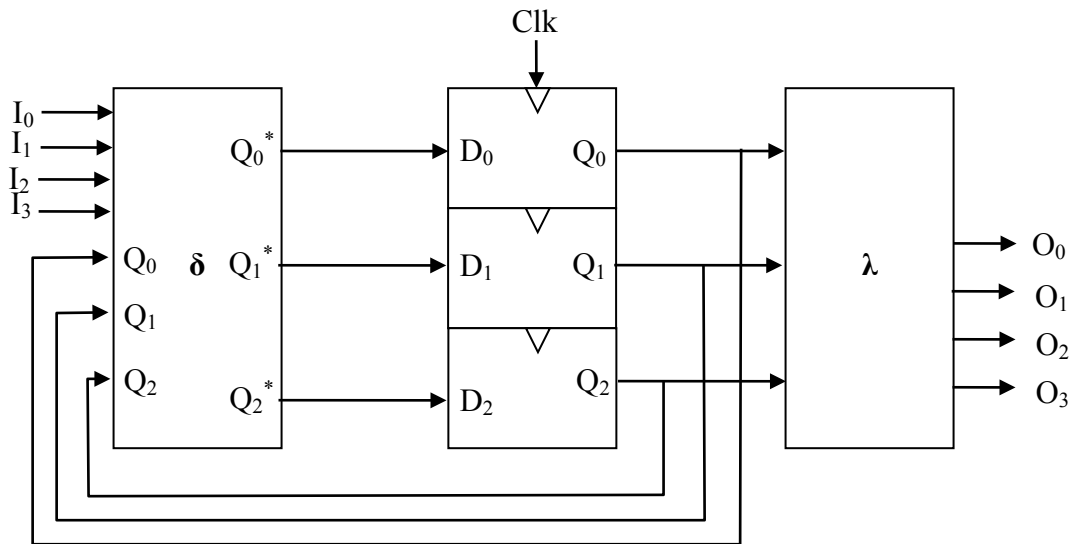 Clk
I₀
I₁
I₂
I₃
Q₀
Q₁
Q₂
δ
Q₀*
Q₁*
Q₂*
D₀
Q₀
D₁
Q₁
D₂
Q₂
λ
O₀
O₁
O₂
O₃